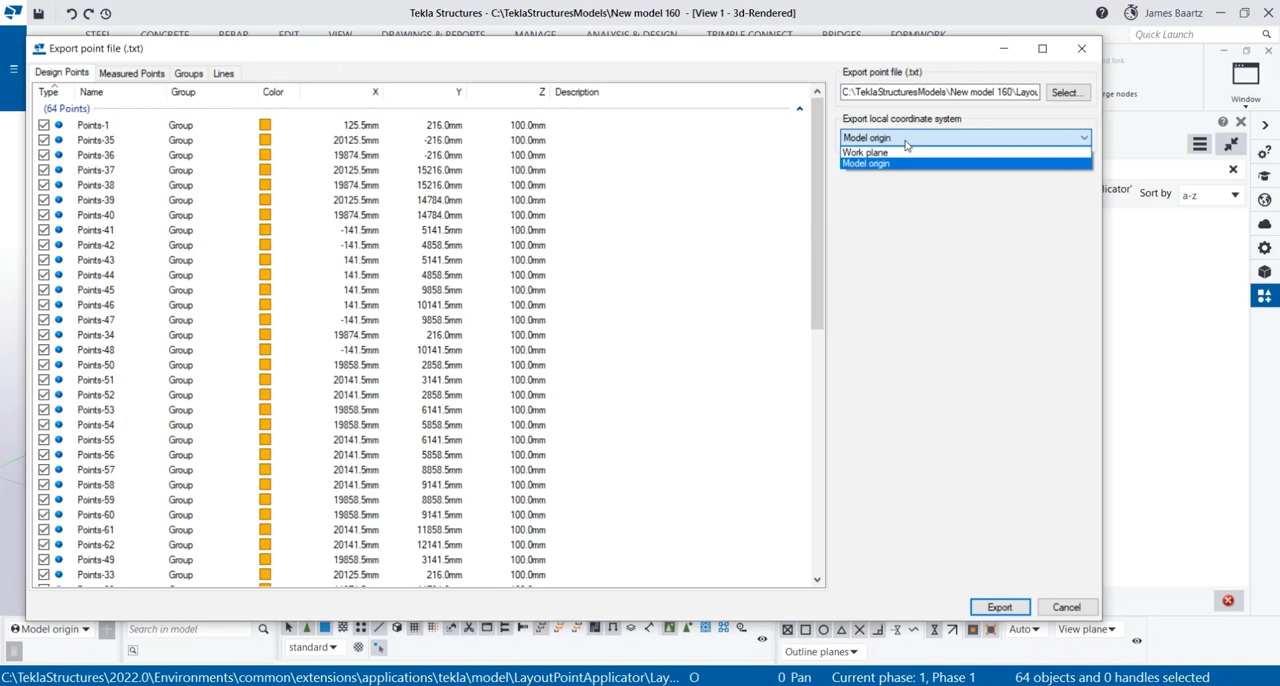 Tekla Structures - C:\TeklaStructuresModels\New model 160 - [View 1 - 3d-Rendered]
James Baartz
STEEL CONCRETE REBAR EDIT VIEW DRAWINGS & REPORTS MANAGE ANALYSIS & DESIGN TRIMBLE CONNECT BRIDGES FORMWORK
Quick Launch
Export point file (.txt)
Design Points Measured Points Groups Lines
Type Name Group Color X Y Z Description
(64 Points)
Points-1 Group 125.5mm 216.0mm 100.0mm
Points-35 Group 20125.5mm -216.0mm 100.0mm
Points-36 Group 19874.5mm -216.0mm 100.0mm
Points-37 Group 20125.5mm 15216.0mm 100.0mm
Points-38 Group 19874.5mm 15216.0mm 100.0mm
Points-39 Group 20125.5mm 14784.0mm 100.0mm
Points-40 Group 19874.5mm 14784.0mm 100.0mm
Points-41 Group -141.5mm 5141.5mm 100.0mm
Points-42 Group -141.5mm 4858.5mm 100.0mm
Points-43 Group 141.5mm 5141.5mm 100.0mm
Points-44 Group 141.5mm 4858.5mm 100.0mm
Points-45 Group 141.5mm 9858.5mm 100.0mm
Points-46 Group 141.5mm 10141.5mm 100.0mm
Points-47 Group -141.5mm 9858.5mm 100.0mm
Points-34 Group 19874.5mm 216.0mm 100.0mm
Points-48 Group -141.5mm 10141.5mm 100.0mm
Points-50 Group 19858.5mm 2858.5mm 100.0mm
Points-51 Group 20141.5mm 3141.5mm 100.0mm
Points-52 Group 20141.5mm 2858.5mm 100.0mm
Points-53 Group 19858.5mm 6141.5mm 100.0mm
Points-54 Group 19858.5mm 5858.5mm 100.0mm
Points-55 Group 20141.5mm 6141.5mm 100.0mm
Points-56 Group 20141.5mm 5858.5mm 100.0mm
Points-57 Group 20141.5mm 8858.5mm 100.0mm
Points-58 Group 20141.5mm 9141.5mm 100.0mm
Points-59 Group 19858.5mm 8858.5mm 100.0mm
Points-60 Group 19858.5mm 9141.5mm 100.0mm
Points-61 Group 20141.5mm 11858.5mm 100.0mm
Points-62 Group 20141.5mm 12141.5mm 100.0mm
Points-49 Group 19858.5mm 3141.5mm 100.0mm
Points-33 Group 20125.5mm 216.0mm 100.0mm
Export point file (.txt)
C:\TeklaStructuresModels\New model 160\Layou
Select...
Export local coordinate system
Model origin
Work plane
Model origin
Export Cancel
Window
Sort by a-z
Model origin
Search in model
standard
Auto
View plane
Outline planes
C:\TeklaStructures\2022.0\Environments\common\extensions\applications\tekla\model\LayoutPointApplicator\Lay... O 0 Pan Current phase: 1, Phase 1 64 objects and 0 handles selected